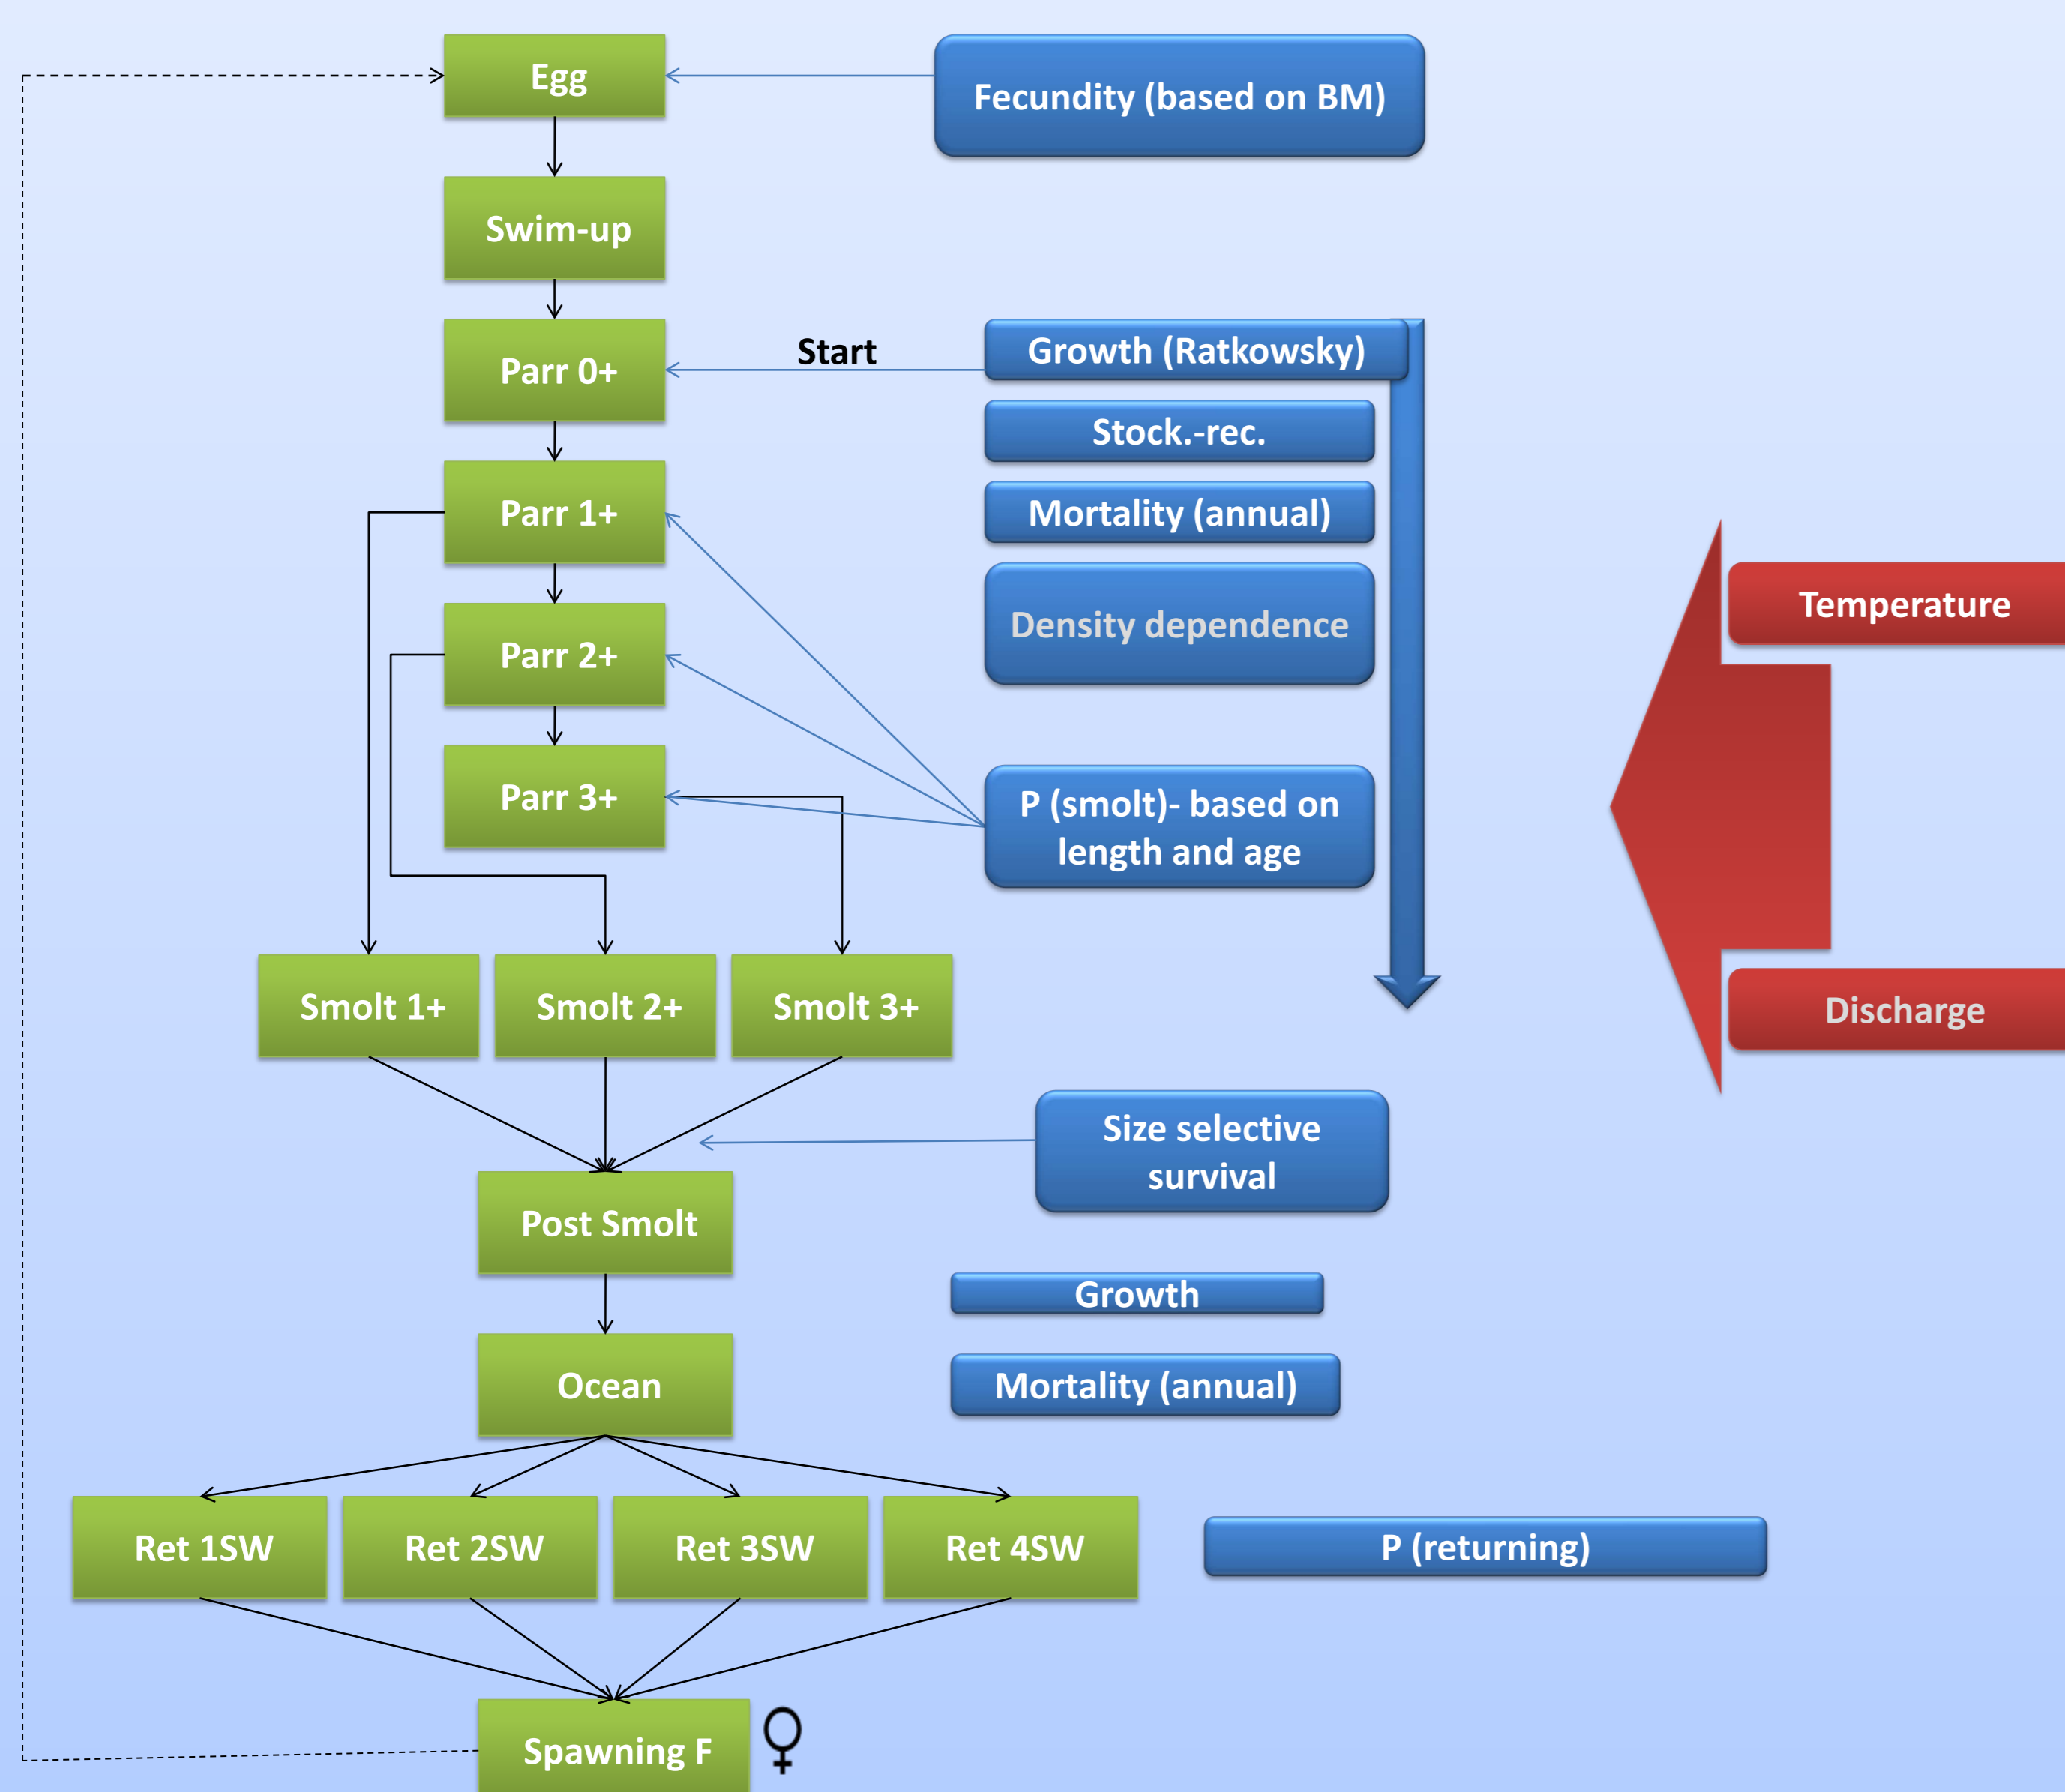 Egg
Fecundity (based on BM)
Swim-up
Parr 0+
Start
Growth (Ratkowsky)
Stock.-rec.
Parr 1+
Mortality (annual)
Temperature
Parr 2+
Density dependence
Parr 3+
P (smolt)- based on
length and age
Smolt 1+
Smolt 2+
Smolt 3+
Discharge
Size selective
survival
Post Smolt
Growth
Ocean
Mortality (annual)
Ret 1SW
Ret 2SW
Ret 3SW
Ret 4SW
P (returning)
Spawning F ♀